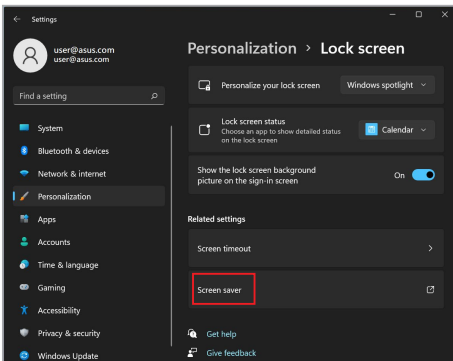 Settings
user@asus.com
user@asus.com
Find a setting
System
Bluetooth & devices
Network & internet
Personalization
Apps
Accounts
Time & language
Gaming
Accessibility
Privacy & security
Windows Update
Personalization > Lock screen
Personalize your lock screen
Windows spotlight
Lock screen status
Choose an app to show detailed status
on the lock screen
Calendar
Show the lock screen background
picture on the sign-in screen
On
Related settings
Screen timeout
Screen saver
Get help
Give feedback